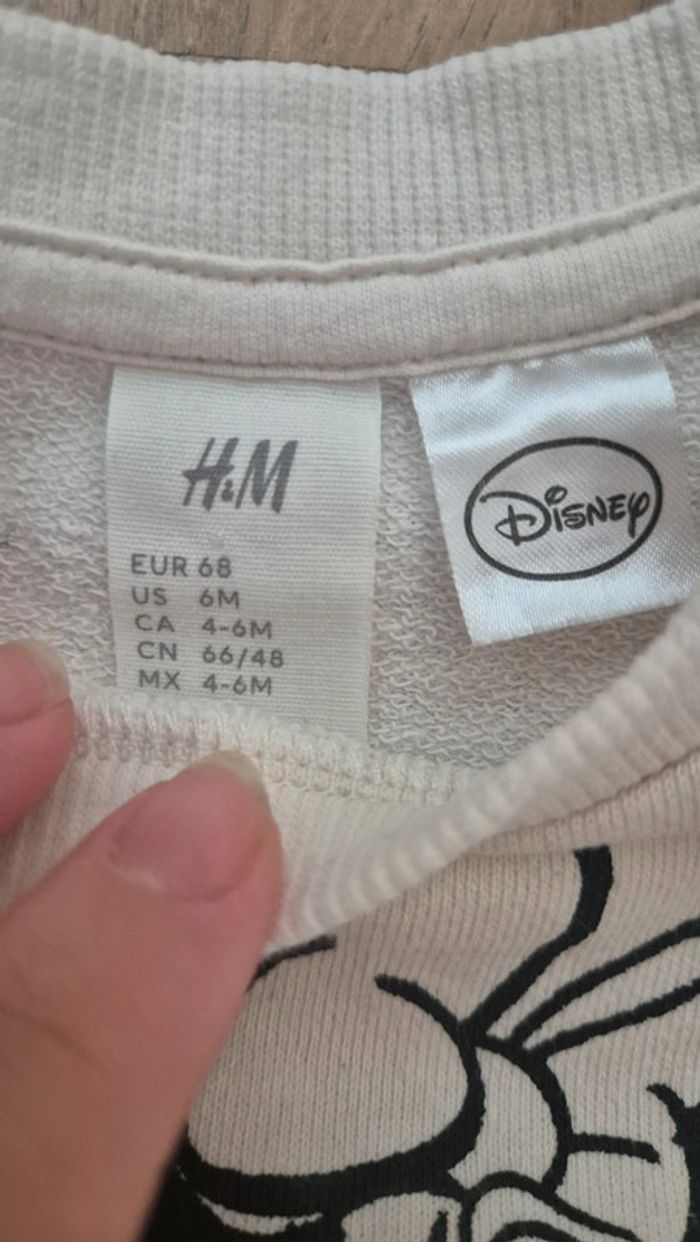 H&M
EUR 68
US 6M
CA 4-6M
CN 66/48
MX 4-6M
Disney